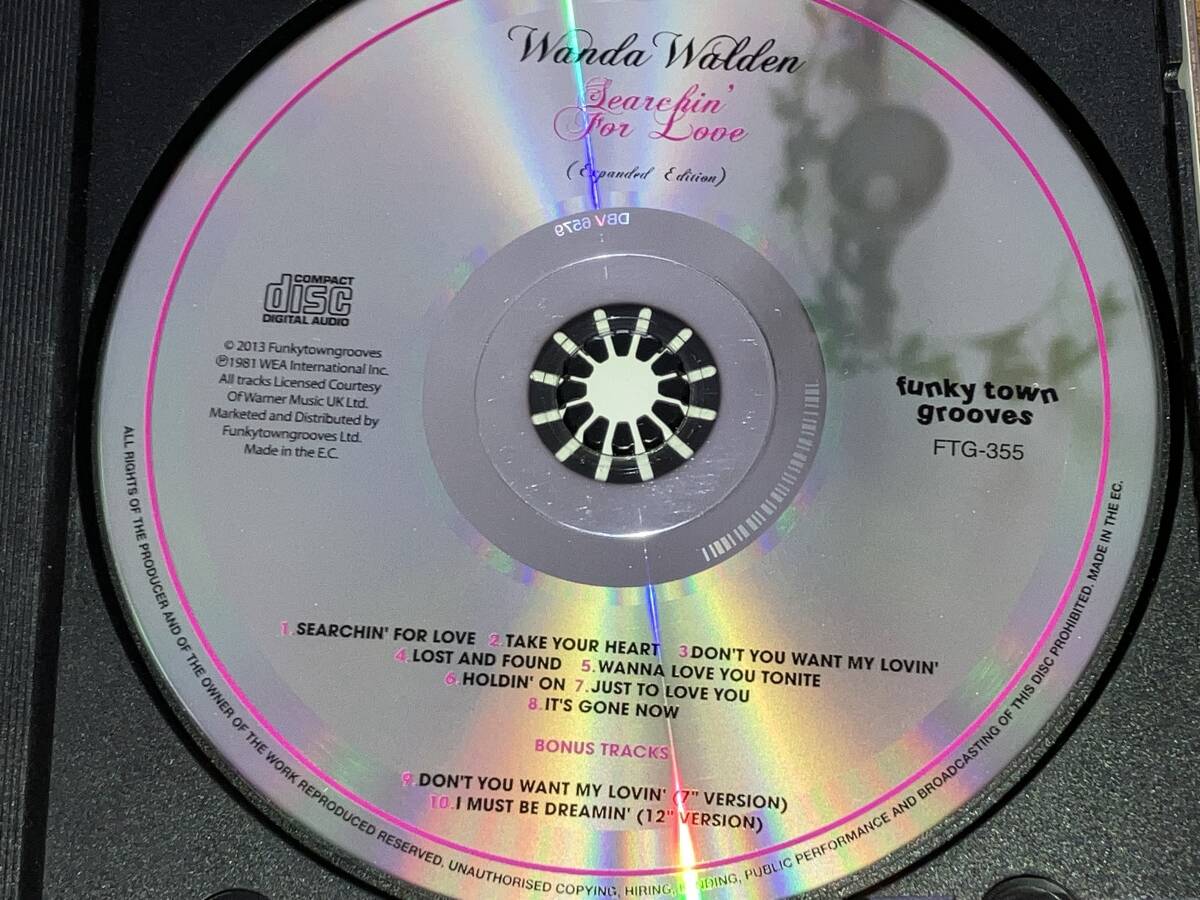 Wanda Walden
Searchin'
For Love
(Expanded Edition)
DBV 6579
COMPACT
disc
DIGITAL AUDIO
© 2013 Funkytowngrooves
℗1981 WEA International Inc.
All tracks Licensed Courtesy
Of Warner Music UK Ltd.
Marketed and Distributed by
Funkytowngrooves Ltd.
Made in the E.C.
funky town
grooves
FTG-355
1.SEARCHIN' FOR LOVE 2.TAKE YOUR HEART 3.DON'T YOU WANT MY LOVIN'
4.LOST AND FOUND 5.WANNA LOVE YOU TONITE
6.HOLDIN' ON 7.JUST TO LOVE YOU
8.IT'S GONE NOW
BONUS TRACKS
9.DON'T YOU WANT MY LOVIN' (7" VERSION)
10.I MUST BE DREAMIN' (12" VERSION)
ALL RIGHTS OF THE PRODUCER AND OF THE OWNER OF THE WORK REPRODUCED RESERVED. UNAUTHORISED COPYING, HIRING, LENDING, PUBLIC PERFORMANCE AND BROADCASTING OF THIS DISC PROHIBITED. MADE IN THE EC.